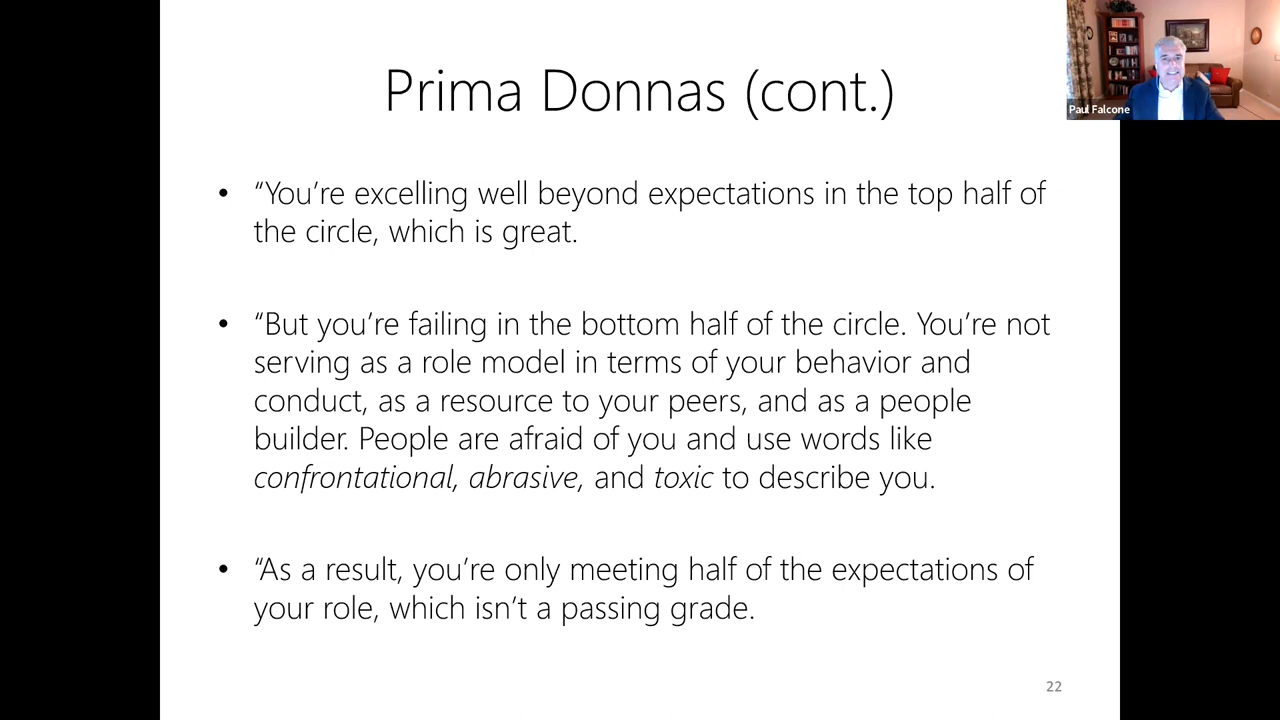 Prima Donnas (cont.)
Paul Falcone
• “You’re excelling well beyond expectations in the top half of
the circle, which is great.
• “But you’re failing in the bottom half of the circle. You’re not
serving as a role model in terms of your behavior and
conduct, as a resource to your peers, and as a people
builder. People are afraid of you and use words like
confrontational, abrasive, and toxic to describe you.
• “As a result, you’re only meeting half of the expectations of
your role, which isn’t a passing grade.
22